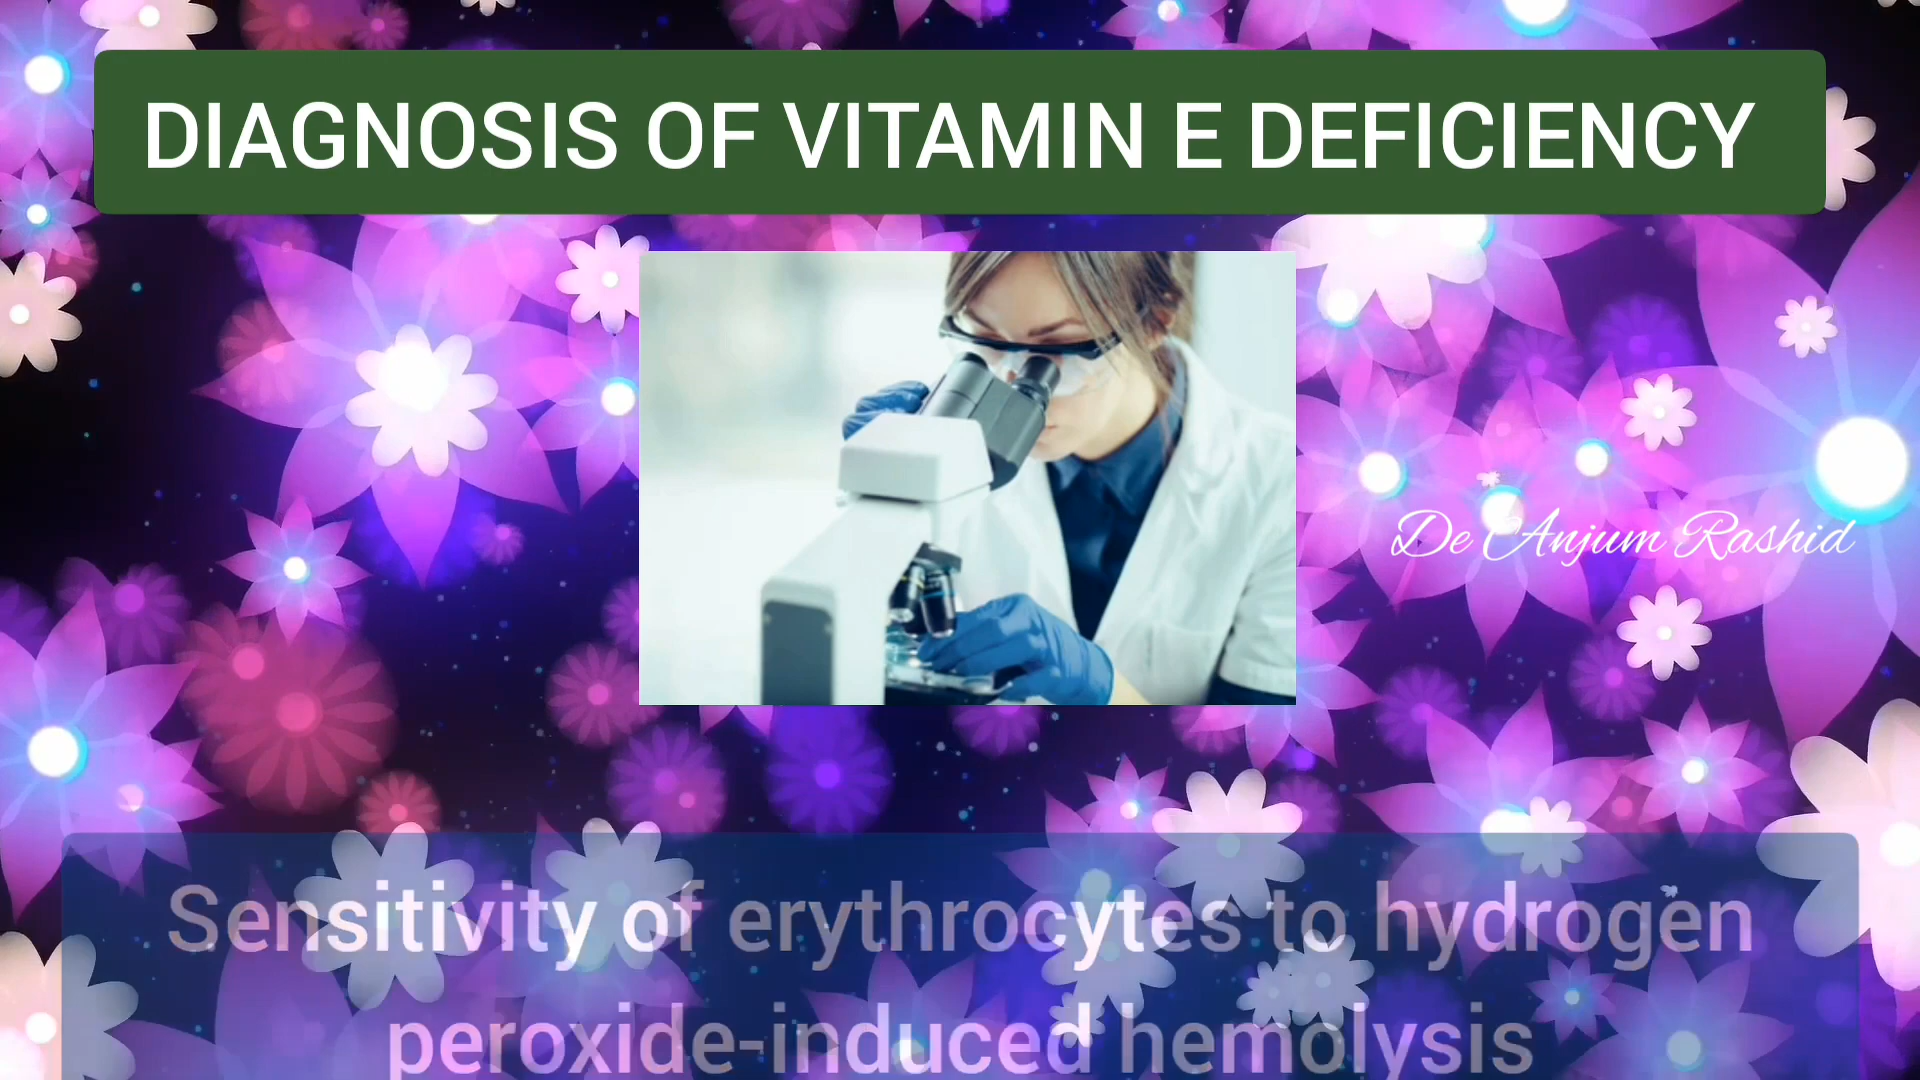 DIAGNOSIS OF VITAMIN E DEFICIENCY
De Anjum Rashid
Sensitivity of erythrocytes to hydrogen
peroxide-induced hemolysis